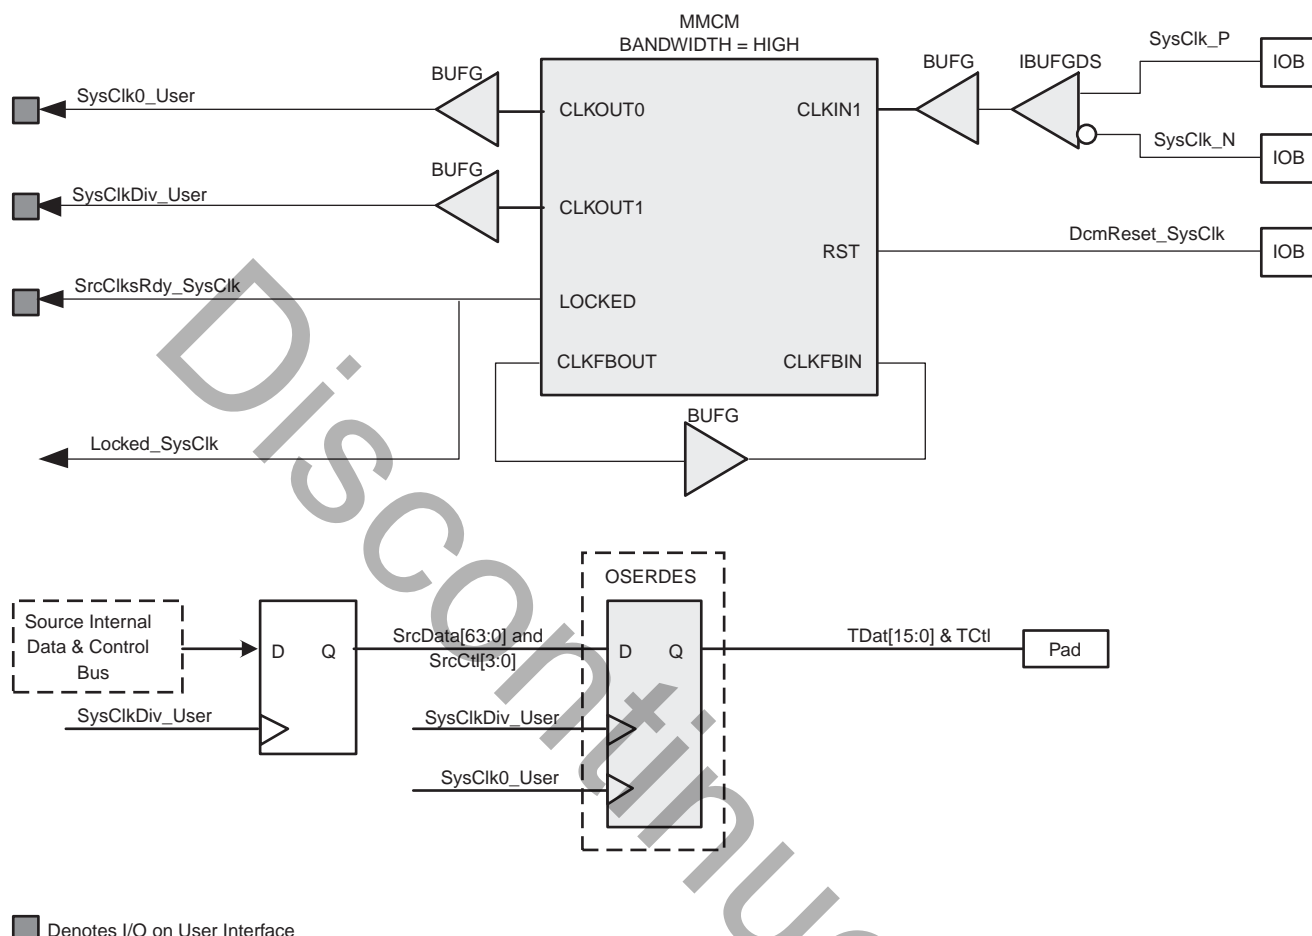 MMCM
BANDWIDTH = HIGH
SysClk_P
IOB
BUFG
BUFG
IBUFGDS
SysClk0_User
CLKOUT0
CLKIN1
SysClk_N
IOB
BUFG
SysClkDiv_User
CLKOUT1
DcmReset_SysClk
RST
IOB
SrcClksRdy_SysClk
LOCKED
CLKFBOUT
CLKFBIN
BUFG
Locked_SysClk
OSERDES
Source Internal
Data & Control
Bus
D
Q
SrcData[63:0] and
SrcCtl[3:0]
D
Q
TDat[15:0] & TCtl
Pad
SysClkDiv_User
SysClkDiv_User
SysClk0_User
Denotes I/O on User Interface
Discontinu